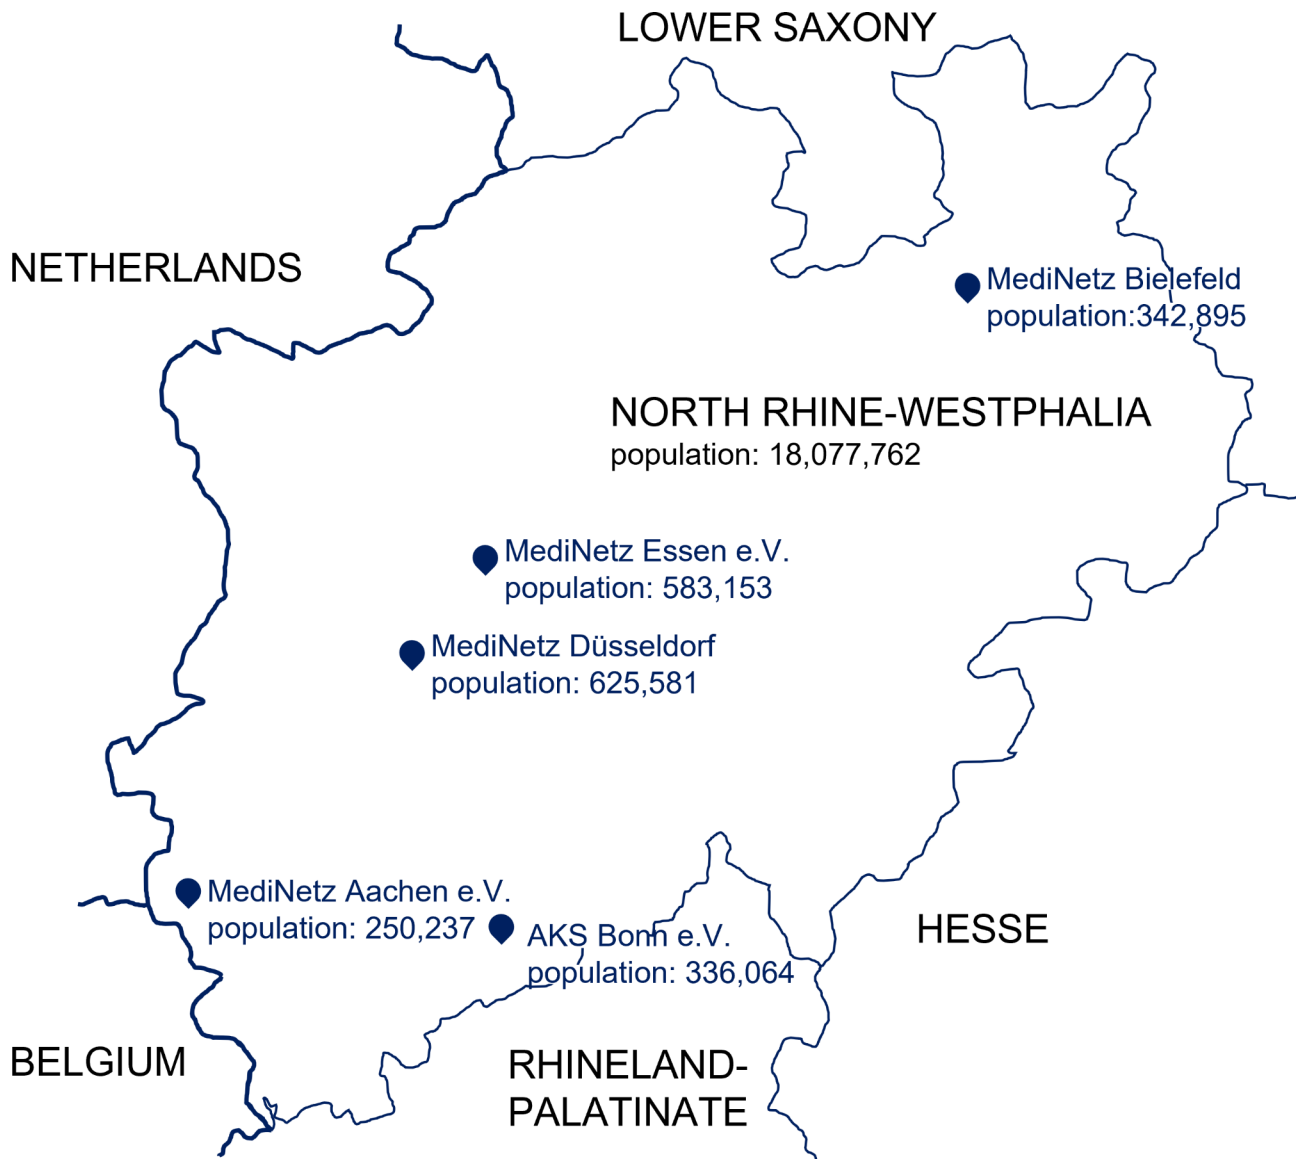 LOWER SAXONY
NETHERLANDS
MediNetz Bielefeld
population:342,895
NORTH RHINE-WESTPHALIA
population: 18,077,762
MediNetz Essen e.V.
population: 583,153
MediNetz Düsseldorf
population: 625,581
MediNetz Aachen e.V.
population: 250,237
AKS Bonn e.V.
population: 336,064
HESSE
BELGIUM
RHINELAND-
PALATINATE